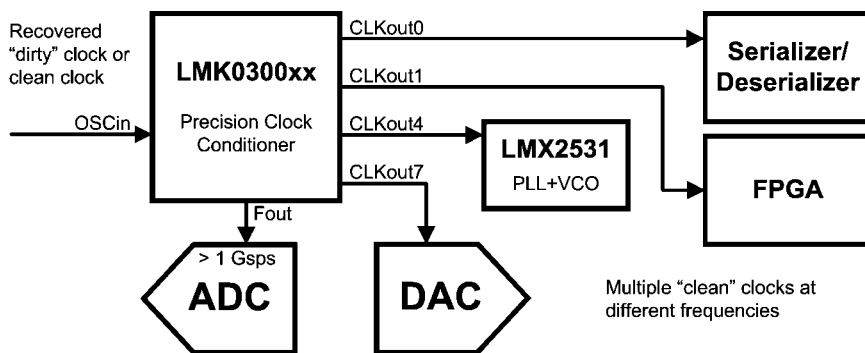 Recovered
“dirty” clock or
clean clock
OSCin
LMK0300xx
Precision Clock
Conditioner
CLKout0
CLKout1
CLKout4
CLKout7
Fout
Serializer/
Deserializer
LMX2531
PLL+VCO
FPGA
> 1 Gsps
ADC
DAC
Multiple “clean” clocks at
different frequencies